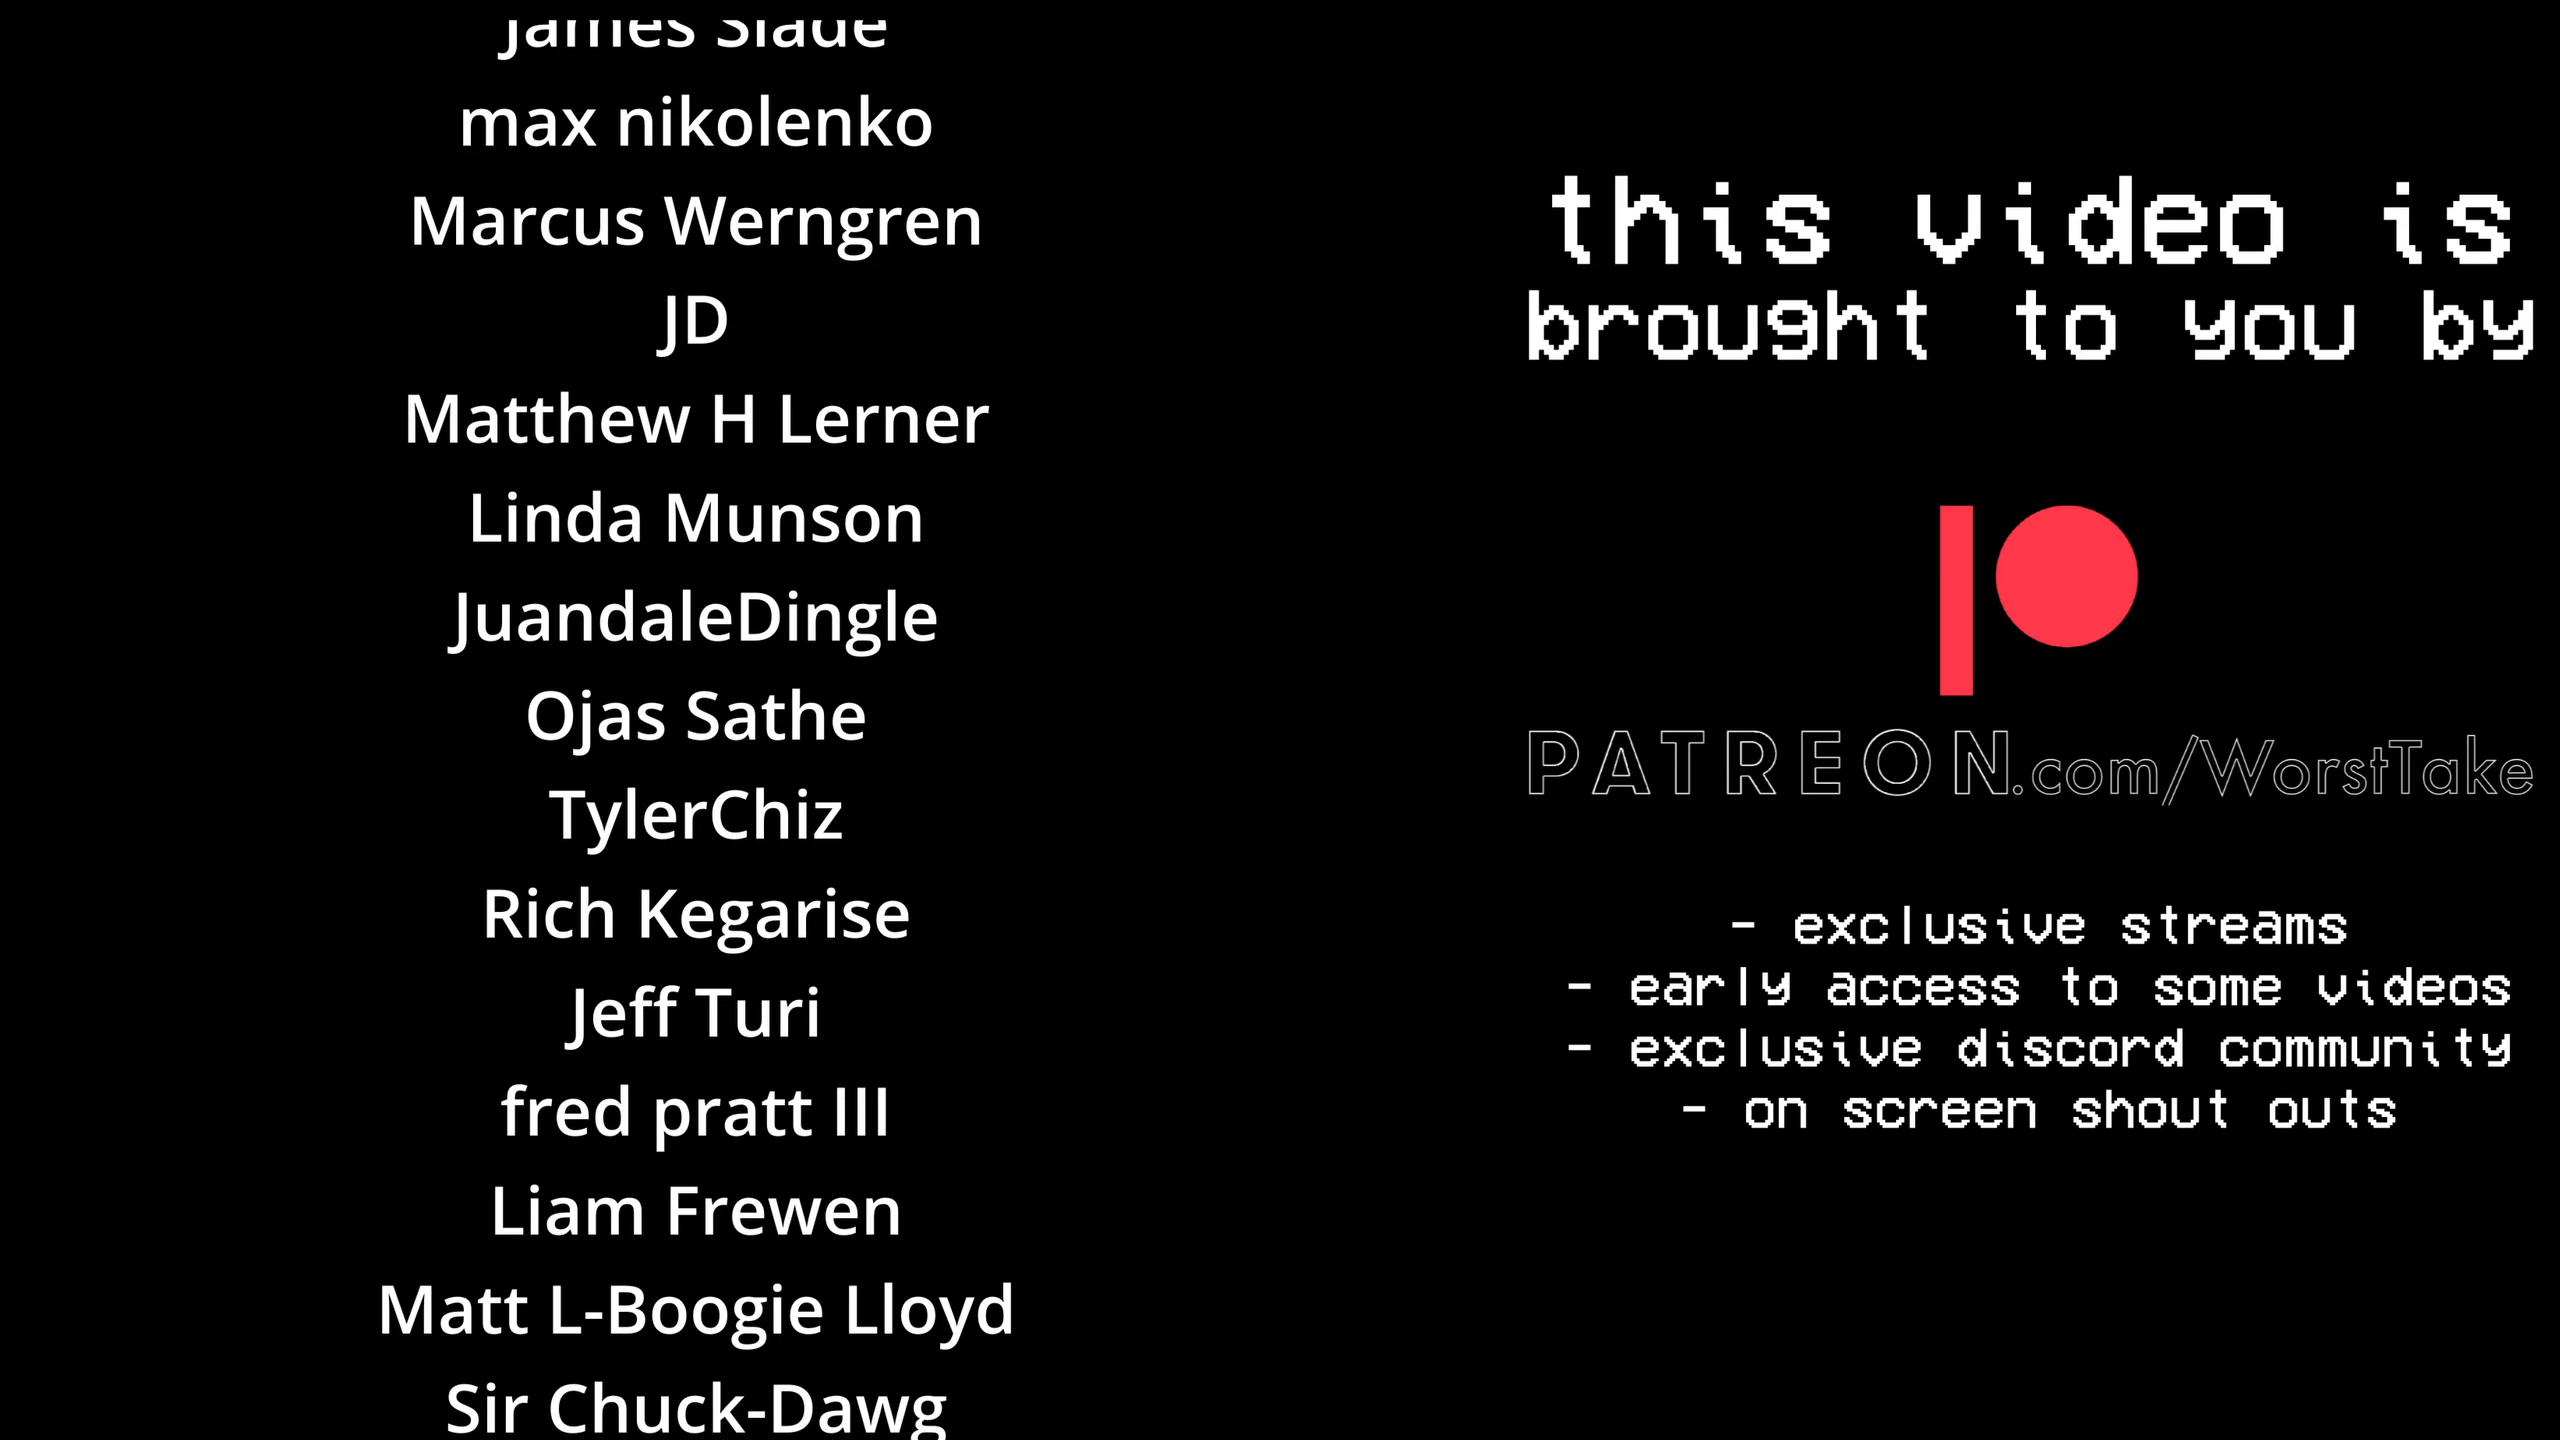 James Slade
max nikolenko
Marcus Werngren
JD
Matthew H Lerner
Linda Munson
JuandaleDingle
Ojas Sathe
TylerChiz
Rich Kegarise
Jeff Turi
fred pratt III
Liam Frewen
Matt L-Boogie Lloyd
Sir Chuck-Dawg
this video is
brought to you by
PATREON.com/WorstTake
- exclusive streams
- early access to some videos
- exclusive discord community
- on screen shout outs